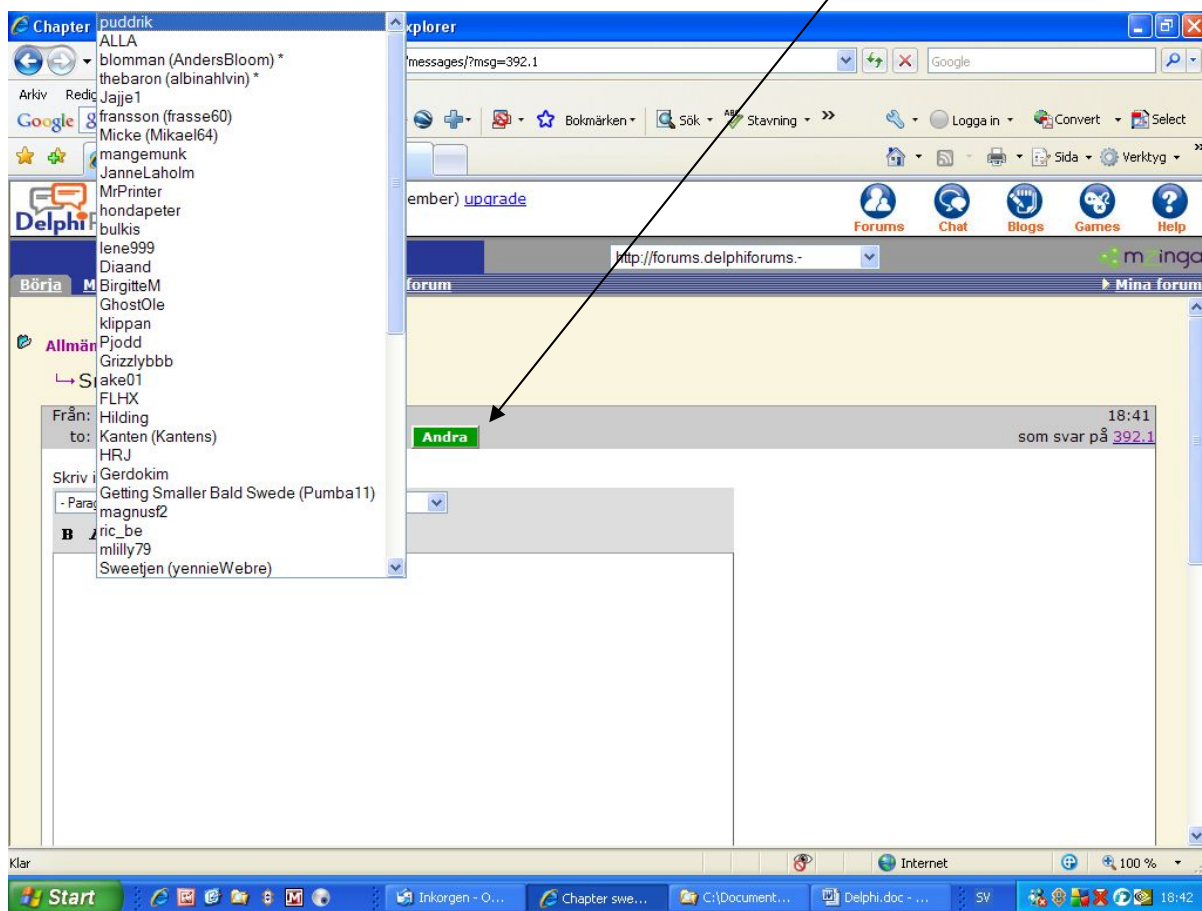 Chapter
xplorer
puddrik
ALLA
blomman (AndersBloom) *
thebaron (albinahlvin) *
Jajje1
fransson (frasse60)
Micke (Mikael64)
mangemunk
JanneLaholm
MrPrinter
hondapeter
bulkis
lene999
Diaand
BirgitteM
GhostOle
klippan
Pjodd
Grizzlybbb
ake01
FLHX
Hilding
Kanten (Kantens)
HRJ
Gerdokim
Getting Smaller Bald Swede (Pumba11)
magnusf2
ric_be
mlilly79
Sweetjen (yennieWebre)
/messages/?msg=392.1
Google
Arkiv
Google
Bokmärken
Sök
Stavning
Logga in
Convert
Select
Sida
Verktyg
ember) upgrade
Forums Chat Blogs Games Help
http://forums.delphiforums.-
mzinga
Börja
forum
Mina forum
Från:
18:41
to:
Andra
som svar på 392.1
B
Klar
Internet
100 %
Start
Inkorgen - O...
Chapter swe...
C:\Document...
Delphi.doc - ...
SV
18:42